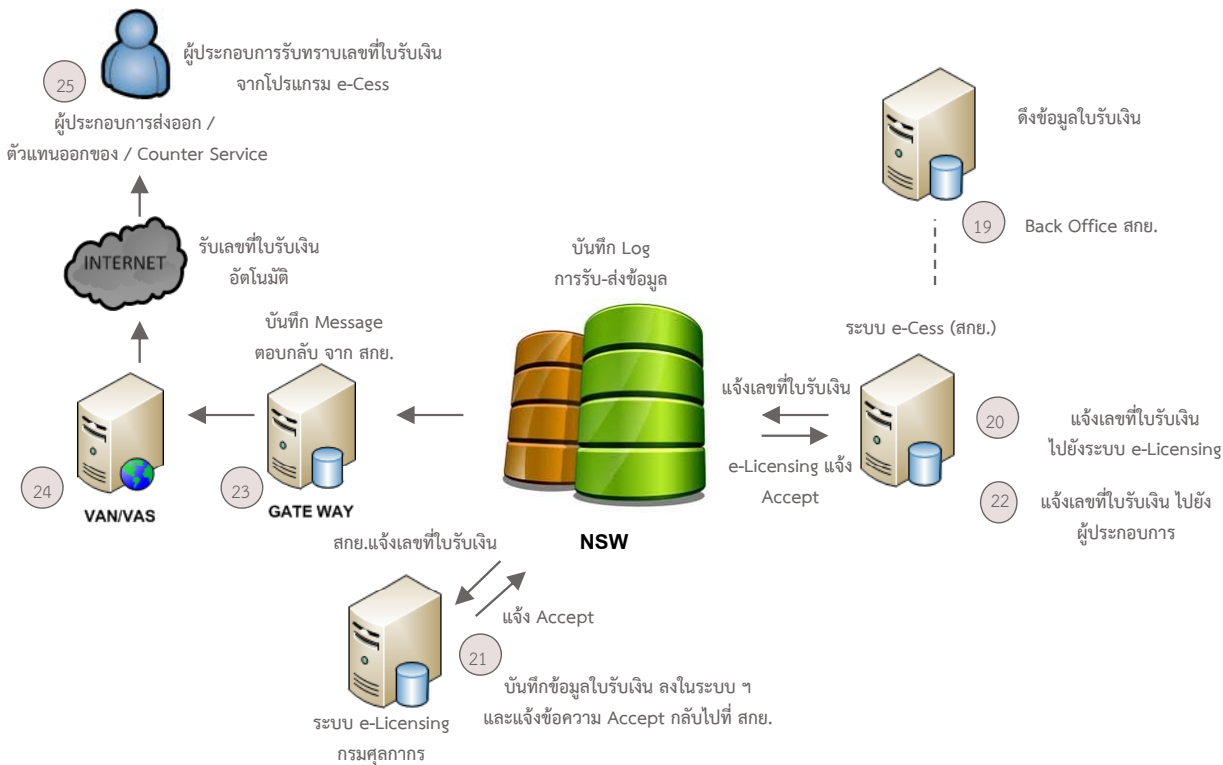 ผู้ประกอบการรับทราบเลขที่ใบรับเงิน
จากโปรแกรม e-Cess
25
ผู้ประกอบการส่งออก /
ตัวแทนออกของ / Counter Service
ดึงข้อมูลใบรับเงิน
19
Back Office สกย.
INTERNET
รับเลขที่ใบรับเงิน
อัตโนมัติ
บันทึก Log
การรับ-ส่งข้อมูล
บันทึก Message
ตอบกลับ จาก สกย.
ระบบ e-Cess (สกย.)
แจ้งเลขที่ใบรับเงิน
20
แจ้งเลขที่ใบรับเงิน
ไปยังระบบ e-Licensing
e-Licensing แจ้ง
Accept
22
แจ้งเลขที่ใบรับเงิน ไปยัง
ผู้ประกอบการ
24
VAN/VAS
23
GATE WAY
NSW
สกย.แจ้งเลขที่ใบรับเงิน
แจ้ง Accept
21
บันทึกข้อมูลใบรับเงิน ลงในระบบ ฯ
และแจ้งข้อความ Accept กลับไปที่ สกย.
ระบบ e-Licensing
กรมศุลกากร